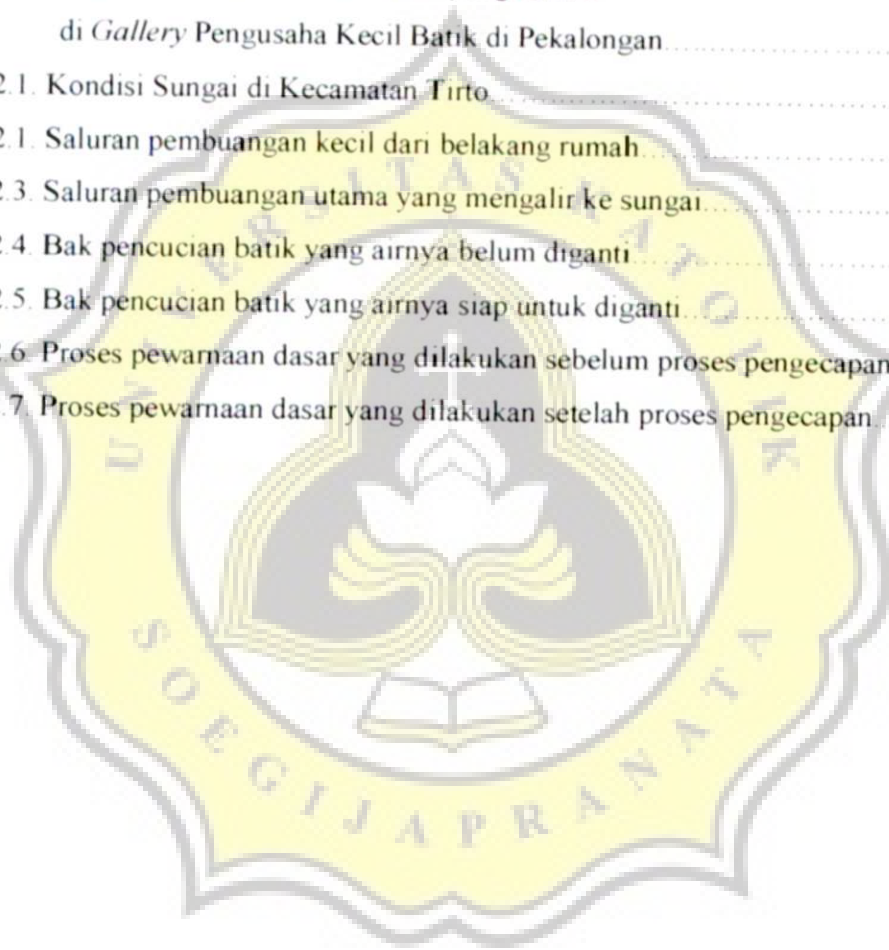 di Gallery Pengusaha Kecil Batik di Pekalongan
2.1. Kondisi Sungai di Kecamatan Tirto
2.1. Saluran pembuangan kecil dari belakang rumah
2.3. Saluran pembuangan utama yang mengalir ke sungai
2.4. Bak pencucian batik yang airnya belum diganti
2.5. Bak pencucian batik yang airnya siap untuk diganti
.6. Proses pewarnaan dasar yang dilakukan sebelum proses pengecapan
.7. Proses pewarnaan dasar yang dilakukan setelah proses pengecapan
UNIVERSITAS KATOLIK
SOEGIJAPRANATA